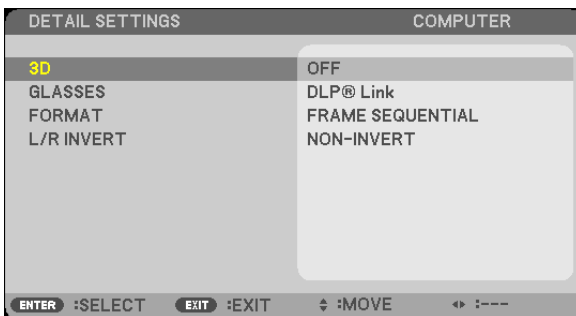 DETAIL SETTINGS COMPUTER
3D OFF
GLASSES DLP® Link
FORMAT FRAME SEQUENTIAL
L/R INVERT NON-INVERT
ENTER :SELECT EXIT :EXIT :MOVE :---